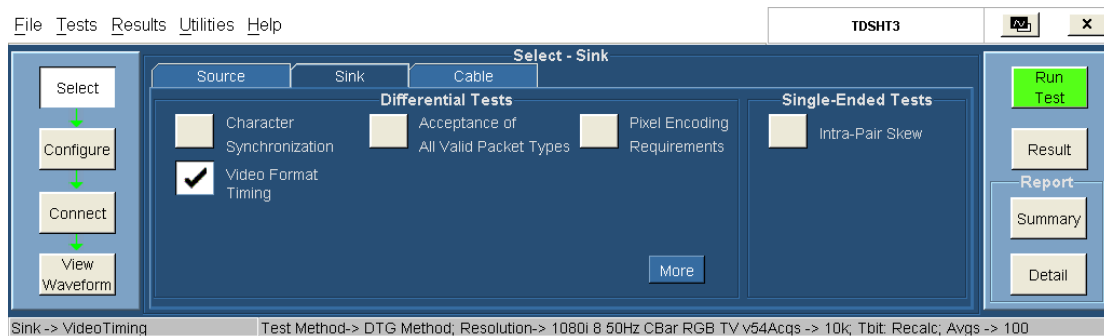 File Tests Results Utilities Help
TDSHT3
x
Select - Sink
Source
Sink
Cable
Select
Configure
Connect
View
Waveform
Differential Tests
Character
Synchronization
Acceptance of
All Valid Packet Types
Pixel Encoding
Requirements
Video Format
Timing
More
Single-Ended Tests
Intra-Pair Skew
Run
Test
Result
Report
Summary
Detail
Sink -> VideoTiming
Test Method-> DTG Method; Resolution-> 1080i 8 50Hz CBar RGB TV v54Acqs -> 10k; Tbit: Recalc; Avgs -> 100